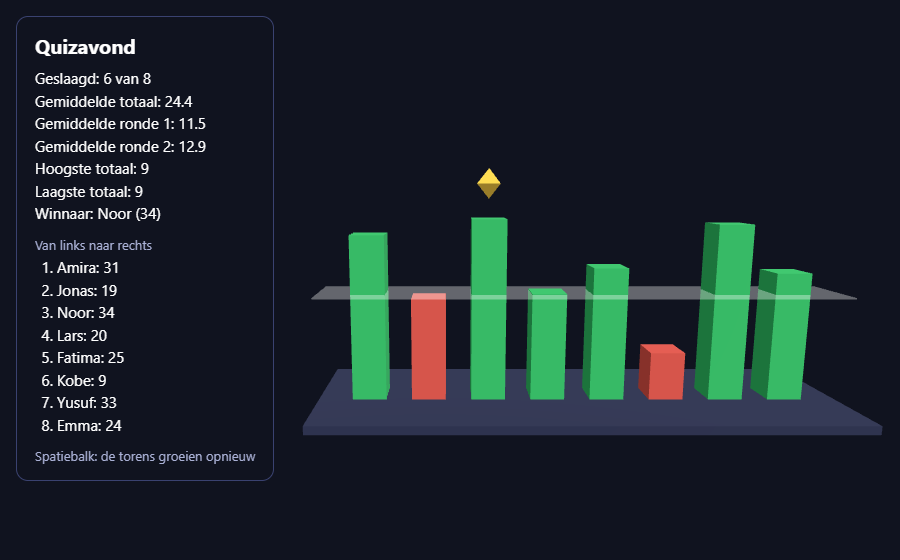 Quizavond
Geslaagd: 6 van 8
Gemiddelde totaal: 24.4
Gemiddelde ronde 1: 11.5
Gemiddelde ronde 2: 12.9
Hoogste totaal: 9
Laagste totaal: 9
Winnaar: Noor (34)
Van links naar rechts
1. Amira: 31
2. Jonas: 19
3. Noor: 34
4. Lars: 20
5. Fatima: 25
6. Kobe: 9
7. Yusuf: 33
8. Emma: 24
Spatiebalk: de torens groeien opnieuw